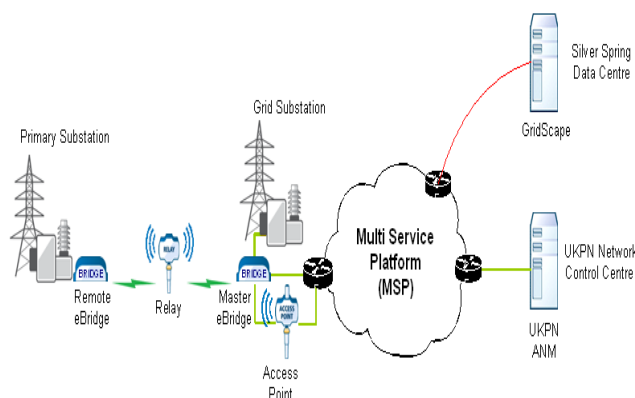 Silver Spring
Data Centre
GridScape
Grid Substation
Primary Substation
RELAY
Multi Service
Platform
(MSP)
UKPN Network
Control Centre
BRIDGE
BRIDGE
Remote
eBridge
Relay
Master
eBridge
ACCESS
POINT
Access
Point
UKPN
ANM